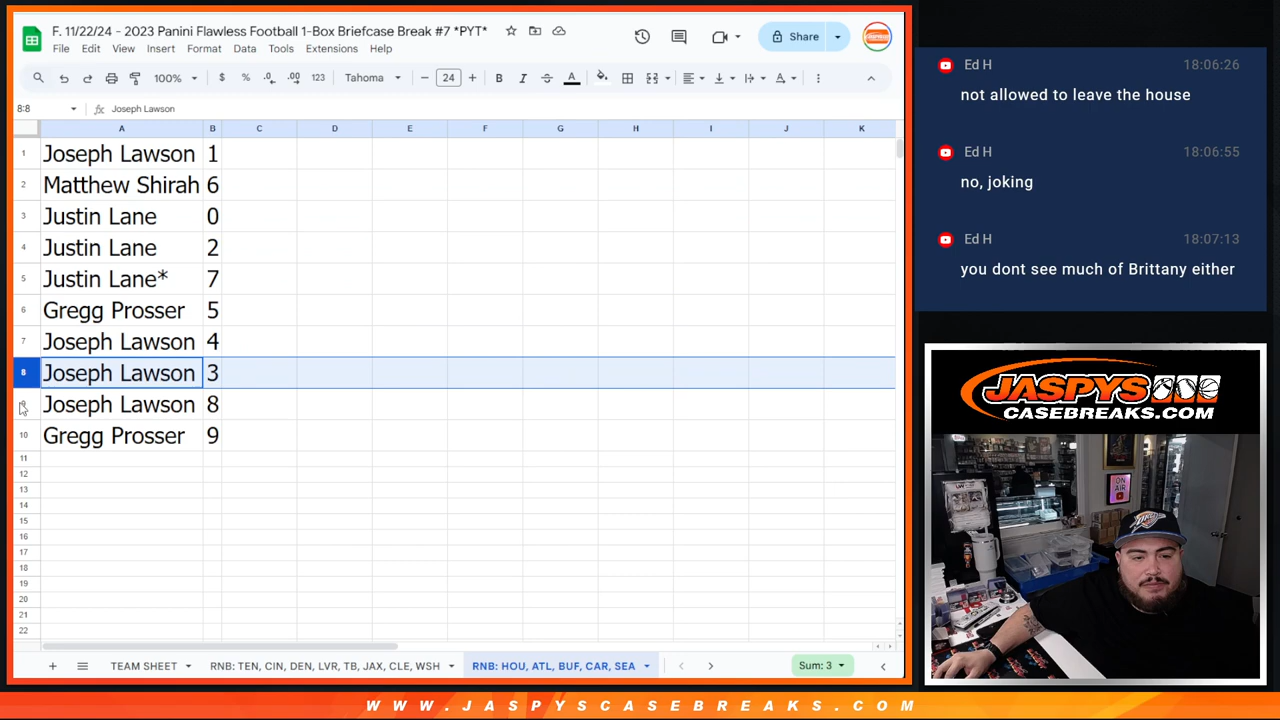 F. 11/22/24 - 2023 Panini Flawless Football 1-Box Briefcase Break #7 *PYT*
File Edit View Insert Format Data Tools Extensions Help
Share
100% $ % .0 .00 123 Tahoma 24 B I A
8:8 fx Joseph Lawson
A B C D E F G H I J K
1 Joseph Lawson 1
2 Matthew Shirah 6
3 Justin Lane 0
4 Justin Lane 2
5 Justin Lane* 7
6 Gregg Prosser 5
7 Joseph Lawson 4
8 Joseph Lawson 3
Joseph Lawson 8
10 Gregg Prosser 9
11
12
13
14
15
16
17
18
19
20
21
22
TEAM SHEET RNB: TEN, CIN, DEN, LVR, TB, JAX, CLE, WSH RNB: HOU, ATL, BUF, CAR, SEA Sum: 3
Ed H 18:06:26
not allowed to leave the house
Ed H 18:06:55
no, joking
Ed H 18:07:13
you dont see much of Brittany either
JASPYS
CASEBREAKS.COM
ON
AIR
WWW.JASPYSCASEBREAKS.COM